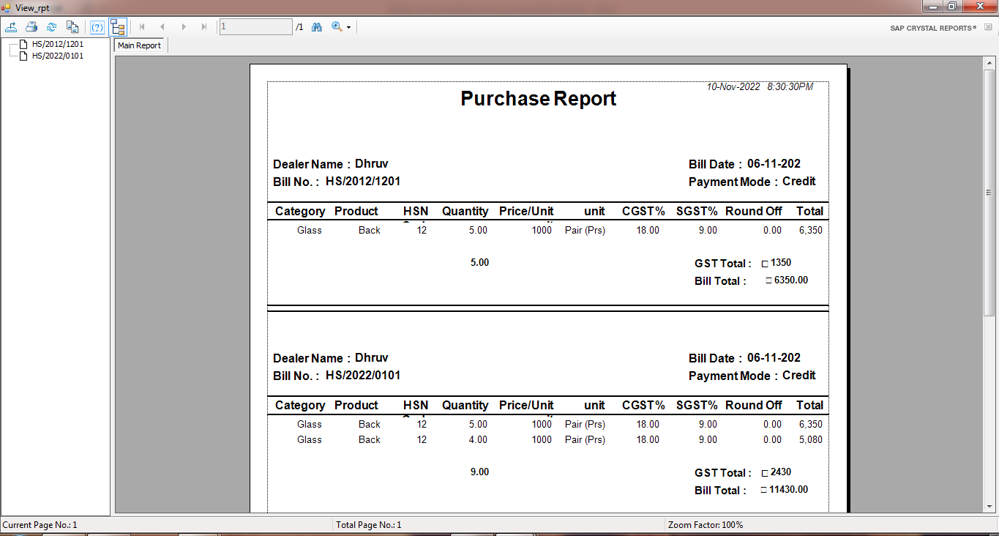 View_rpt
1 /1 SAP CRYSTAL REPORTS®
HS/2012/1201
HS/2022/0101
Main Report
10-Nov-2022 8:30:30PM
Purchase Report
Dealer Name : Dhruv Bill Date : 06-11-202
Bill No. : HS/2012/1201 Payment Mode : Credit
Category Product HSN Quantity Price/Unit unit CGST% SGST% Round Off Total
Glass Back 12 5.00 1000 Pair (Prs) 18.00 9.00 0.00 6,350
5.00 GST Total : □ 1350
Bill Total : □ 6350.00
Dealer Name : Dhruv Bill Date : 06-11-202
Bill No. : HS/2022/0101 Payment Mode : Credit
Category Product HSN Quantity Price/Unit unit CGST% SGST% Round Off Total
Glass Back 12 5.00 1000 Pair (Prs) 18.00 9.00 0.00 6,350
Glass Back 12 4.00 1000 Pair (Prs) 18.00 9.00 0.00 5,080
9.00 GST Total : □ 2430
Bill Total : □ 11430.00
Current Page No.: 1 Total Page No.: 1 Zoom Factor: 100%